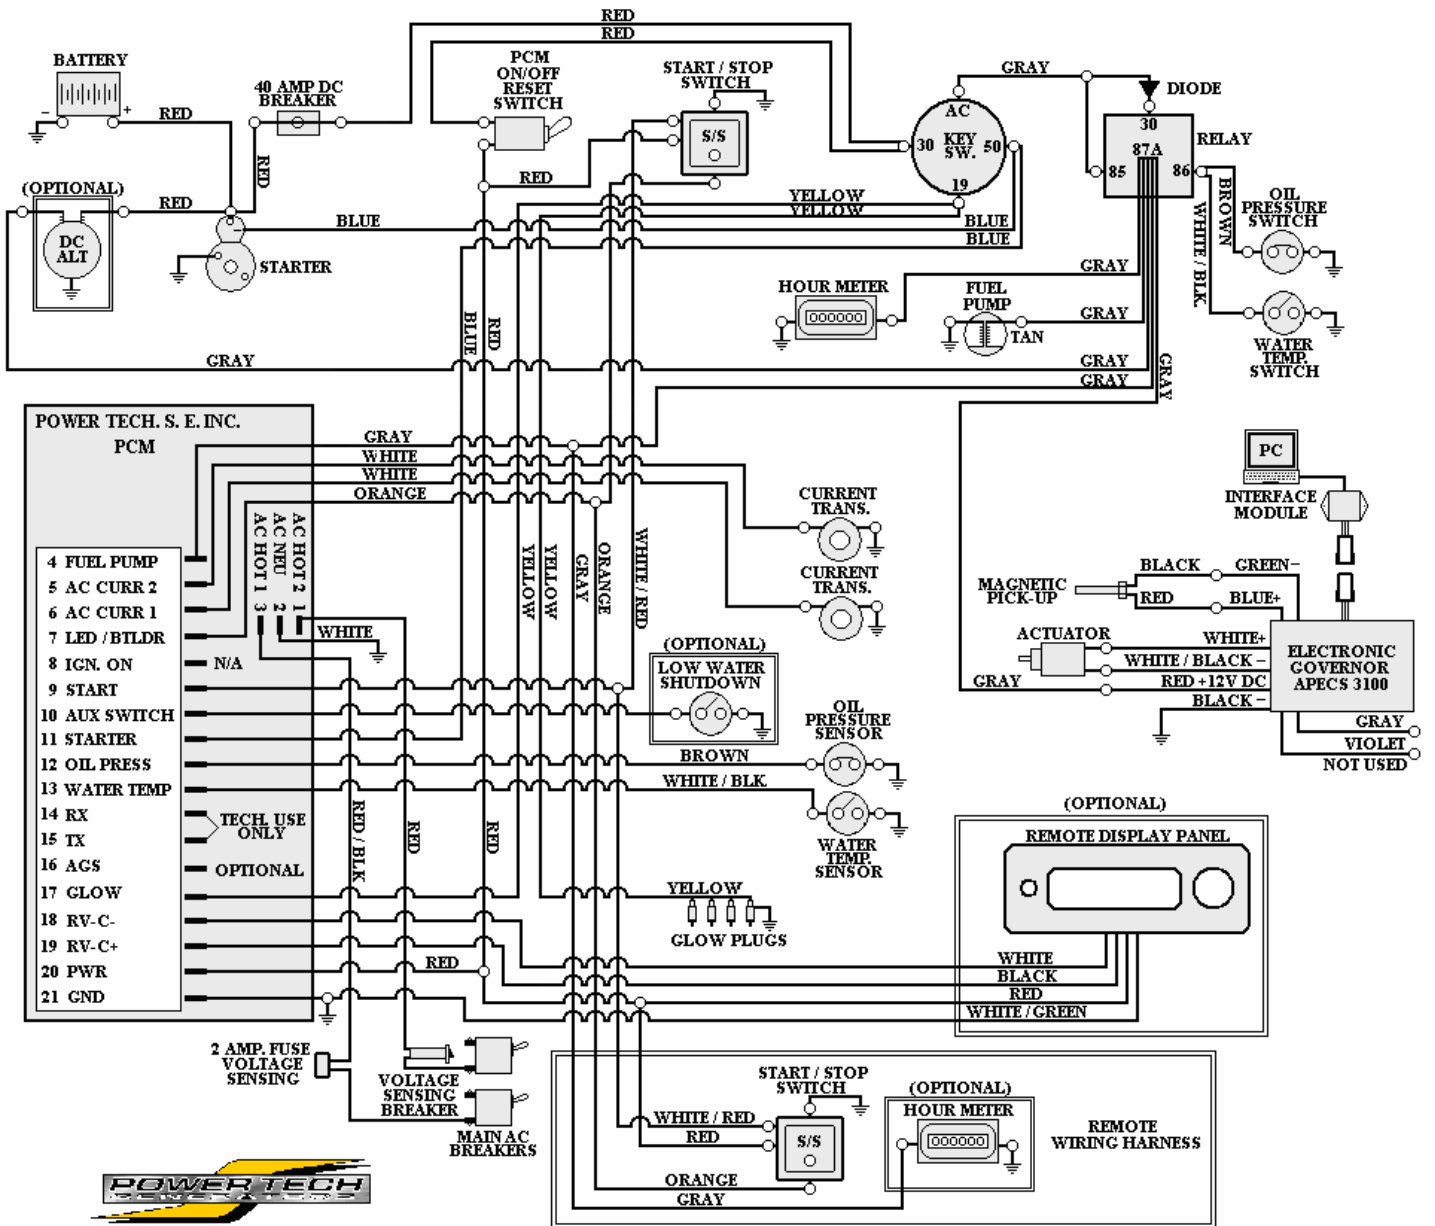 RED
RED
BATTERY
−
+
RED
40 AMP DC
BREAKER
PCM
ON/OFF
RESET
SWITCH
START / STOP
SWITCH
S/S
GRAY
AC
30 KEY 50
SW.
19
DIODE
30
87A
85
86
RELAY
BROWN
WHITE / BLK
OIL
PRESSURE
SWITCH
(OPTIONAL)
RED
RED
RED
DC
ALT
BLUE
STARTER
YELLOW
YELLOW
BLUE
BLUE
GRAY
HOUR METER
000000
FUEL
PUMP
GRAY
TAN
WATER
TEMP.
SWITCH
BLUE
RED
GRAY
GRAY
GRAY
GRAY
POWER TECH. S. E. INC.
PCM
GRAY
WHITE
WHITE
ORANGE
CURRENT
TRANS.
CURRENT
TRANS.
PC
INTERFACE
MODULE
AC HOT 1 3
AC NEU 2
AC HOT 2 1
WHITE
YELLOW
YELLOW
GRAY
ORANGE
WHITE / RED
4 FUEL PUMP
5 AC CURR 2
6 AC CURR 1
7 LED / BTLDR
8 IGN. ON
N/A
9 START
10 AUX SWITCH
11 STARTER
12 OIL PRESS
13 WATER TEMP
14 RX
15 TX
TECH. USE
ONLY
16 AGS
OPTIONAL
17 GLOW
18 RV-C-
19 RV-C+
20 PWR
21 GND
MAGNETIC
PICK-UP
BLACK
GREEN−
RED
BLUE+
ACTUATOR
WHITE+
WHITE / BLACK −
GRAY
RED +12V DC
BLACK −
ELECTRONIC
GOVERNOR
APECS 3100
GRAY
VIOLET
NOT USED
(OPTIONAL)
LOW WATER
SHUTDOWN
OIL
PRESSURE
SENSOR
BROWN
WHITE / BLK
WATER
TEMP.
SENSOR
RED / BLK
RED
RED
RED
YELLOW
GLOW PLUGS
(OPTIONAL)
REMOTE DISPLAY PANEL
WHITE
BLACK
RED
WHITE / GREEN
2 AMP. FUSE
VOLTAGE
SENSING
VOLTAGE
SENSING
BREAKER
MAIN AC
BREAKERS
START / STOP
SWITCH
S/S
WHITE / RED
RED
ORANGE
GRAY
(OPTIONAL)
HOUR METER
000000
REMOTE
WIRING HARNESS
POWER TECH
GENERATORS